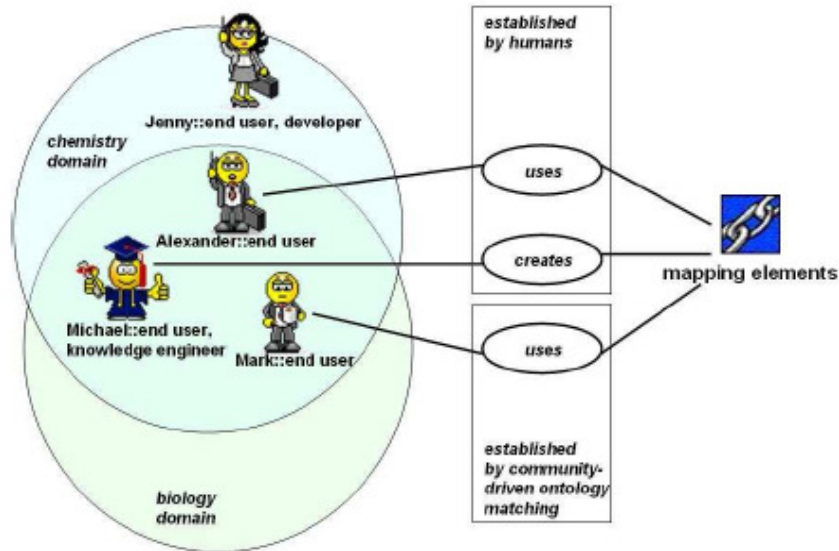 established
by humans
Jenny::end user, developer
chemistry
domain
uses
Alexander::end user
creates
mapping elements
Michael::end user,
knowledge engineer
Mark::end user
uses
established
by community-
driven ontology
matching
biology
domain